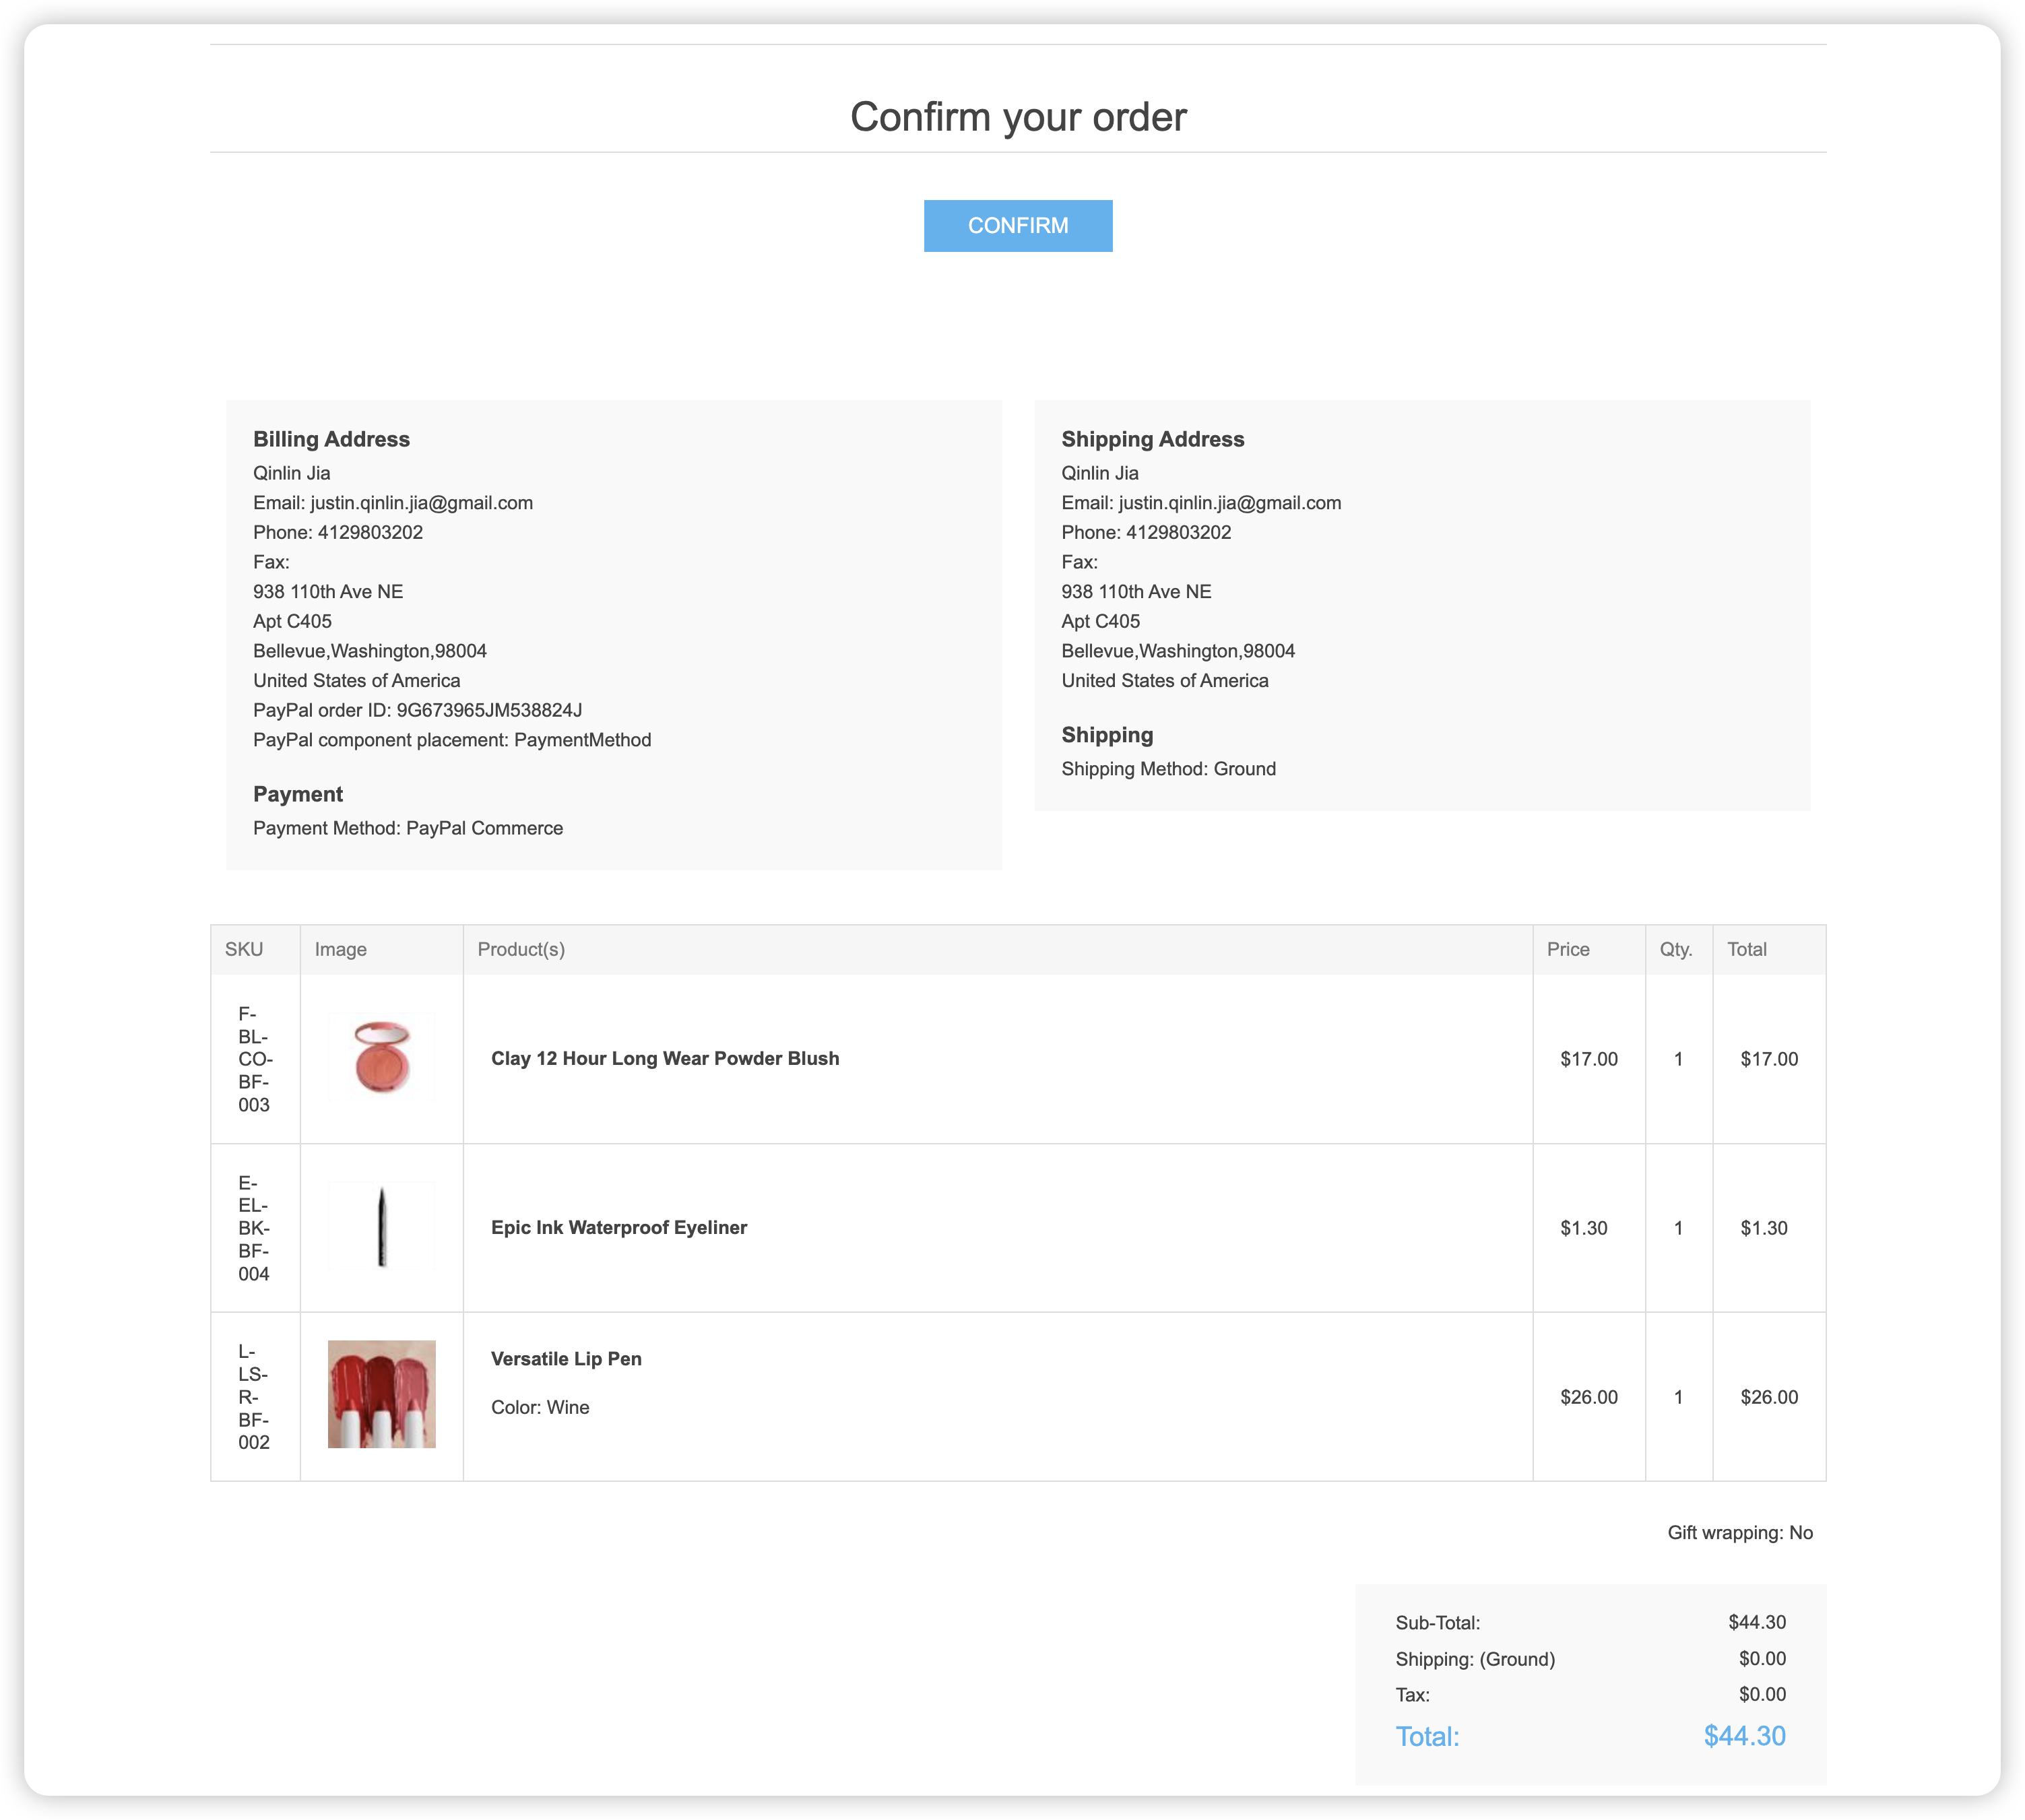 Confirm your order
CONFIRM
Billing Address
Qinlin Jia
Email: justin.qinlin.jia@gmail.com
Phone: 4129803202
Fax:
938 110th Ave NE
Apt C405
Bellevue,Washington,98004
United States of America
PayPal order ID: 9G673965JM538824J
PayPal component placement: PaymentMethod
Payment
Payment Method: PayPal Commerce
Shipping Address
Qinlin Jia
Email: justin.qinlin.jia@gmail.com
Phone: 4129803202
Fax:
938 110th Ave NE
Apt C405
Bellevue,Washington,98004
United States of America
Shipping
Shipping Method: Ground
SKU Image Product(s) Price Qty. Total
F-
BL-
CO-
BF-
003
Clay 12 Hour Long Wear Powder Blush $17.00 1 $17.00
E-
EL-
BK-
BF-
004
Epic Ink Waterproof Eyeliner $1.30 1 $1.30
L-
LS-
R-
BF-
002
Versatile Lip Pen
Color: Wine
$26.00 1 $26.00
Gift wrapping: No
Sub-Total: $44.30
Shipping: (Ground) $0.00
Tax: $0.00
Total: $44.30